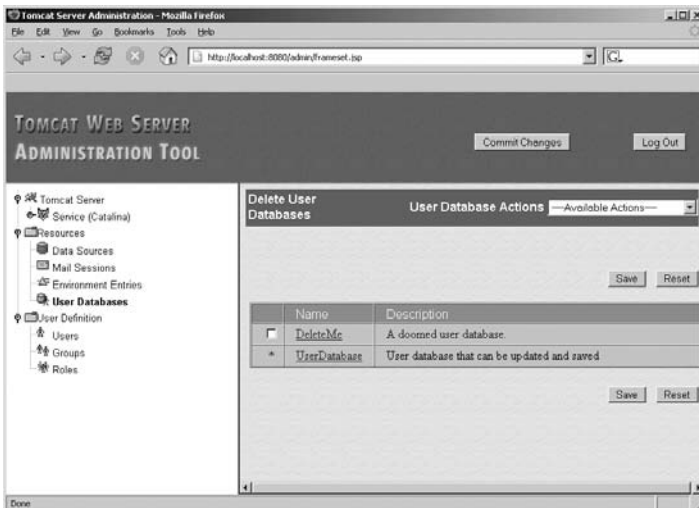 Tomcat Server Administration - Mozilla Firefox
File Edit View Go Bookmarks Tools Help
http://localhost:8080/admin/frameset.jsp
G
TOMCAT WEB SERVER
ADMINISTRATION TOOL
Commit Changes
Log Out
Tomcat Server
Service (Catalina)
Resources
Data Sources
Mail Sessions
Environment Entries
User Databases
User Definition
Users
Groups
Roles
Delete User
Databases
User Database Actions
----Available Actions----
Save Reset
Name Description
DeleteMe A doomed user database.
* UserDatabase User database that can be updated and saved
Save Reset
Done